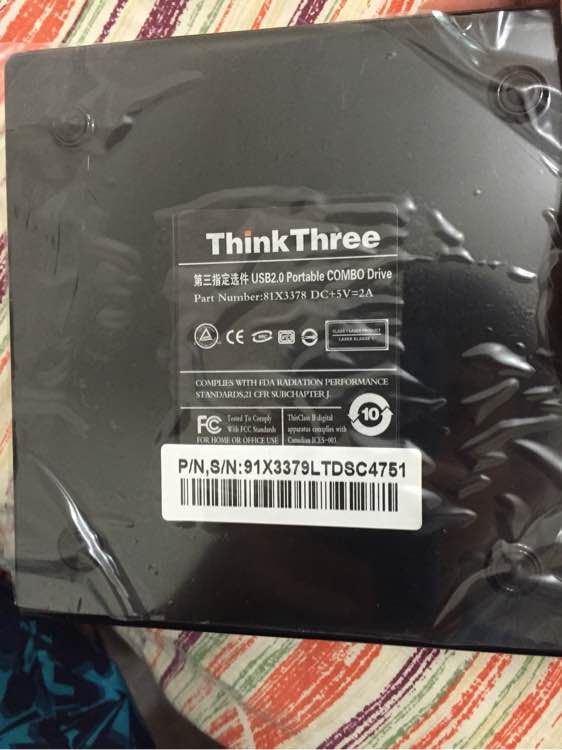 ThinkThree
第三指定选件 USB2.0 Portable COMBO Drive
Part Number:81X3378 DC+5V=2A
CE
CLASS 1 LASER PRODUCT
LASER KLASSE 1
COMPLIES WITH FDA RADIATION PERFORMANCE
STANDARDS,21 CFR SUBCHAPTER J.
FC Tested To Comply
With FCC Standards
FOR HOME OR OFFICE USE
ThisClass B digital
apparatus complies with
Canadian ICES-003
10
P/N,S/N:91X3379LTDSC4751